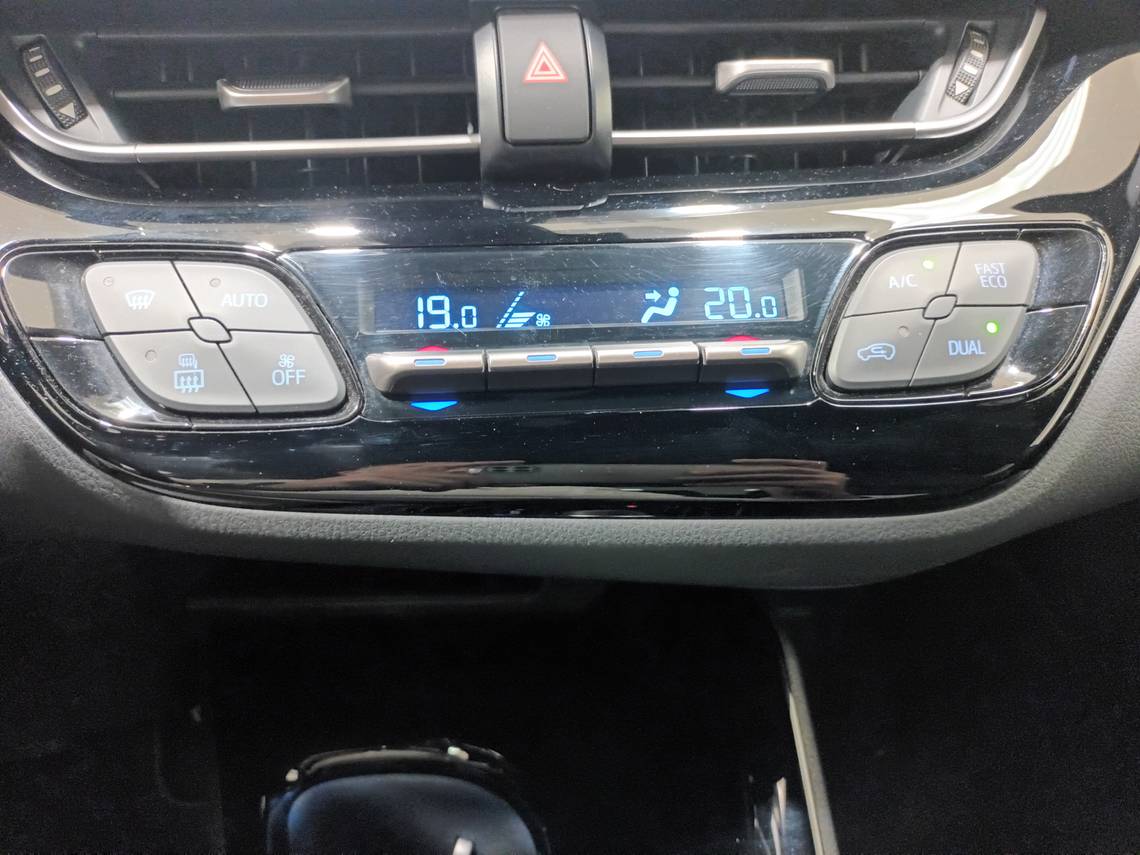 AUTO
OFF
19.0
20.0
A/C
FAST
ECO
DUAL